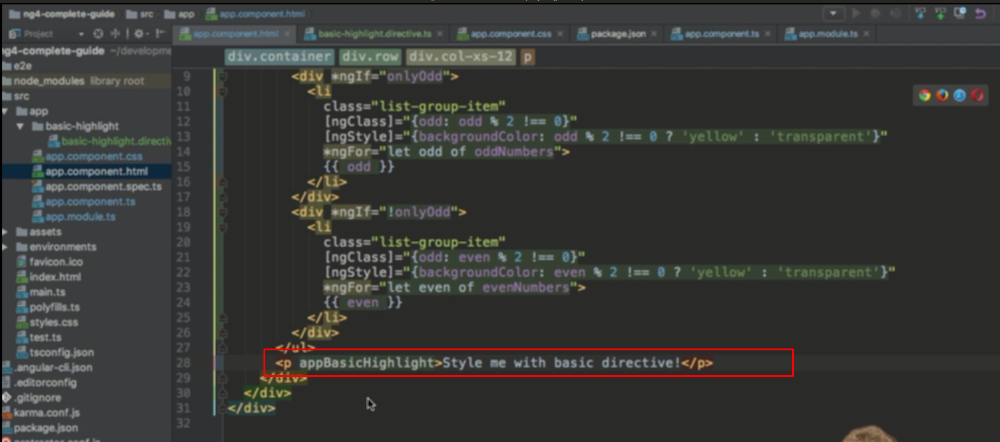 ng4-complete-guide src app app.component.html
Project
app.component.html basic-highlight.directive.ts app.component.css package.json app.component.ts app.module.ts
ng4-complete-guide ~/developme
e2e
node_modules library root
src
app
basic-highlight
basic-highlight.directiv
app.component.css
app.component.html
app.component.spec.ts
app.component.ts
app.module.ts
assets
environments
favicon.ico
index.html
main.ts
polyfills.ts
styles.css
test.ts
tsconfig.json
.angular-cli.json
.editorconfig
.gitignore
karma.conf.js
package.json
protractor.conf.js
div.container div.row div.col-xs-12 p
9 <div *ngIf="onlyOdd">
10 <li
11 class="list-group-item"
12 [ngClass]="{odd: odd % 2 !== 0}"
13 [ngStyle]="{backgroundColor: odd % 2 !== 0 ? 'yellow' : 'transparent'}"
14 *ngFor="let odd of oddNumbers">
15 {{ odd }}
16 </li>
17 </div>
18 <div *ngIf="!onlyOdd">
19 <li
20 class="list-group-item"
21 [ngClass]="{odd: even % 2 !== 0}"
22 [ngStyle]="{backgroundColor: even % 2 !== 0 ? 'yellow' : 'transparent'}"
23 *ngFor="let even of evenNumbers">
24 {{ even }}
25 </li>
26 </div>
27 </ul>
28 <p appBasicHighlight>Style me with basic directive!</p>
29 </div>
30 </div>
31 </div>
32
VCS VCS